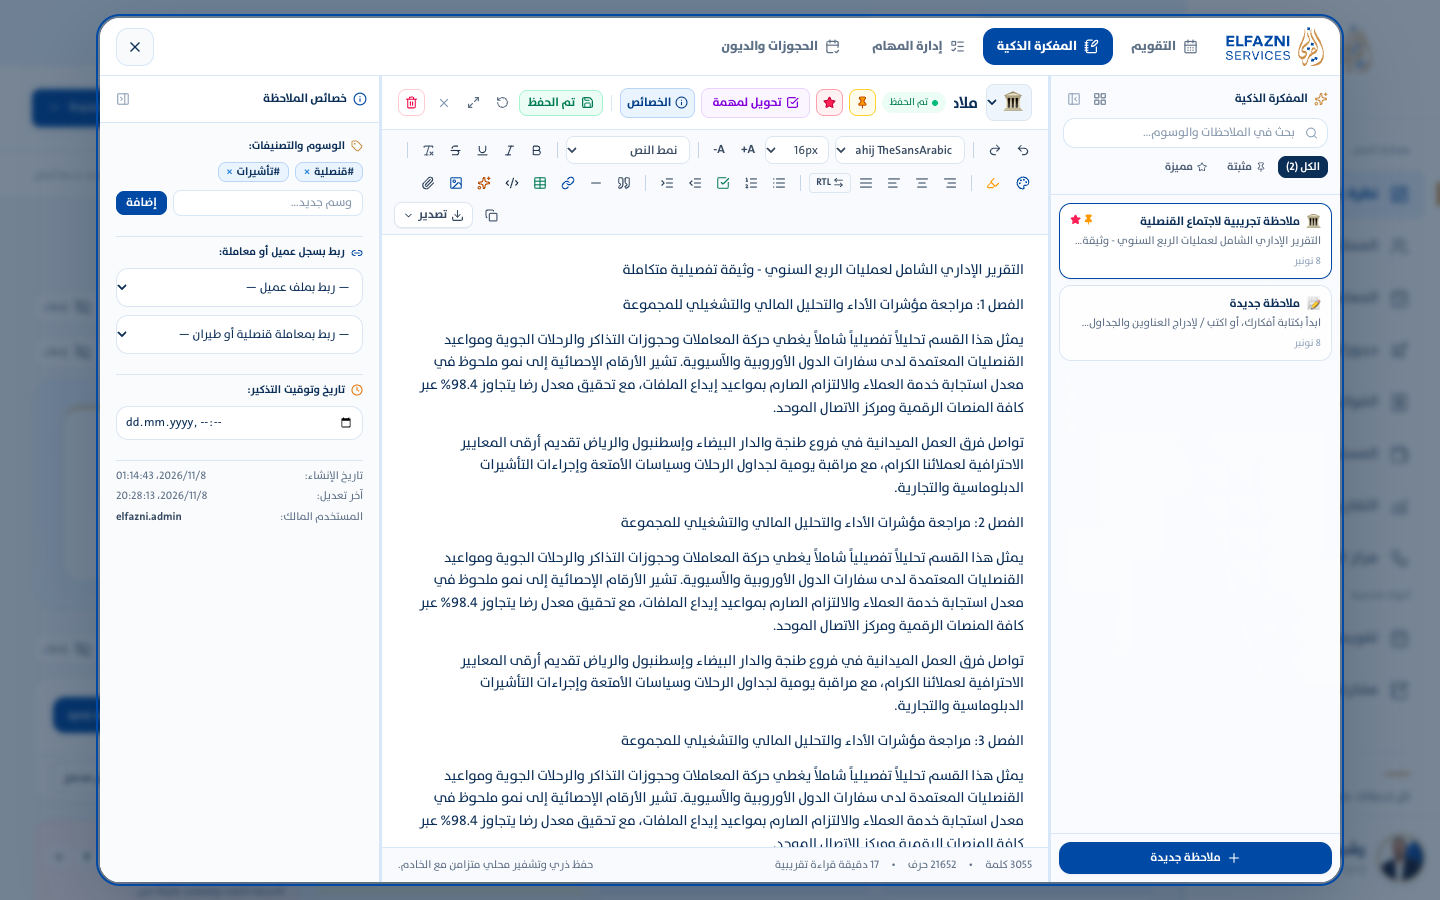 ELFAZNI
SERVICES
التقويم
المفكرة الذكية
إدارة المهام
الحجوزات والديون
المفكرة الذكية
بحث في الملاحظات والوسوم...
الكل (2)
مثبتة
مميزة
ملاحظة تجريبية لاجتماع القنصلية
التقرير الإداري الشامل لعمليات الربع السنوي - وثيقة...
8 نونبر
ملاحظة جديدة
ابدأ بكتابة أفكارك، أو اكتب / لإدراج العناوين والجداول...
8 نونبر
ملاحظة جديدة
ملاد
تم الحفظ
تحويل لمهمة
الخصائص
تم الحفظ
ahij TheSansArabic
16px
A+
A-
نمط النص
RTL
تصدير
التقرير الإداري الشامل لعمليات الربع السنوي - وثيقة تفصيلية متكاملة
الفصل 1: مراجعة مؤشرات الأداء والتحليل المالي والتشغيلي للمجموعة
يمثل هذا القسم تحليلاً تفصيلياً شاملاً يغطي حركة المعاملات وحجوزات التذاكر والرحلات الجوية ومواعيد
القنصليات المعتمدة لدى سفارات الدول الأوروبية والآسيوية. تشير الأرقام الإحصائية إلى نمو ملحوظ في
معدل استجابة خدمة العملاء والالتزام الصارم بمواعيد إيداع الملفات، مع تحقيق معدل رضا يتجاوز 98.4% عبر
كافة المنصات الرقمية ومركز الاتصال الموحد.
تواصل فرق العمل الميدانية في فروع طنجة والدار البيضاء وإسطنبول والرياض تقديم أرقى المعايير
الاحترافية لعملائنا الكرام، مع مراقبة يومية لجداول الرحلات وسياسات الأمتعة وإجراءات التأشيرات
الدبلوماسية والتجارية.
الفصل 2: مراجعة مؤشرات الأداء والتحليل المالي والتشغيلي للمجموعة
يمثل هذا القسم تحليلاً تفصيلياً شاملاً يغطي حركة المعاملات وحجوزات التذاكر والرحلات الجوية ومواعيد
القنصليات المعتمدة لدى سفارات الدول الأوروبية والآسيوية. تشير الأرقام الإحصائية إلى نمو ملحوظ في
معدل استجابة خدمة العملاء والالتزام الصارم بمواعيد إيداع الملفات، مع تحقيق معدل رضا يتجاوز 98.4% عبر
كافة المنصات الرقمية ومركز الاتصال الموحد.
تواصل فرق العمل الميدانية في فروع طنجة والدار البيضاء وإسطنبول والرياض تقديم أرقى المعايير
الاحترافية لعملائنا الكرام، مع مراقبة يومية لجداول الرحلات وسياسات الأمتعة وإجراءات التأشيرات
الدبلوماسية والتجارية.
الفصل 3: مراجعة مؤشرات الأداء والتحليل المالي والتشغيلي للمجموعة
يمثل هذا القسم تحليلاً تفصيلياً شاملاً يغطي حركة المعاملات وحجوزات التذاكر والرحلات الجوية ومواعيد
القنصليات المعتمدة لدى سفارات الدول الأوروبية والآسيوية. تشير الأرقام الإحصائية إلى نمو ملحوظ في
معدل استجابة خدمة العملاء والالتزام الصارم بمواعيد إيداع الملفات، مع تحقيق معدل رضا يتجاوز 98.4% عبر
كافة المنصات الرقمية ومركز الاتصال الموحد.
3055 كلمة • 21652 حرف • 17 دقيقة قراءة تقريبية
حفظ ذري وتشفير محلي متزامن مع الخادم.
خصائص الملاحظة
الوسوم والتصنيفات:
#قنصلية ×
#تأشيرات ×
وسم جديد...
إضافة
ربط بسجل عميل أو معاملة:
— ربط بملف عميل —
— ربط بمعاملة قنصلية أو طيران —
تاريخ وتوقيت التذكير:
dd.mm.yyyy, --:--
تاريخ الإنشاء: 2026/11/8، 01:14:43
آخر تعديل: 2026/11/8، 20:28:13
المستخدم المالك: elfazni.admin